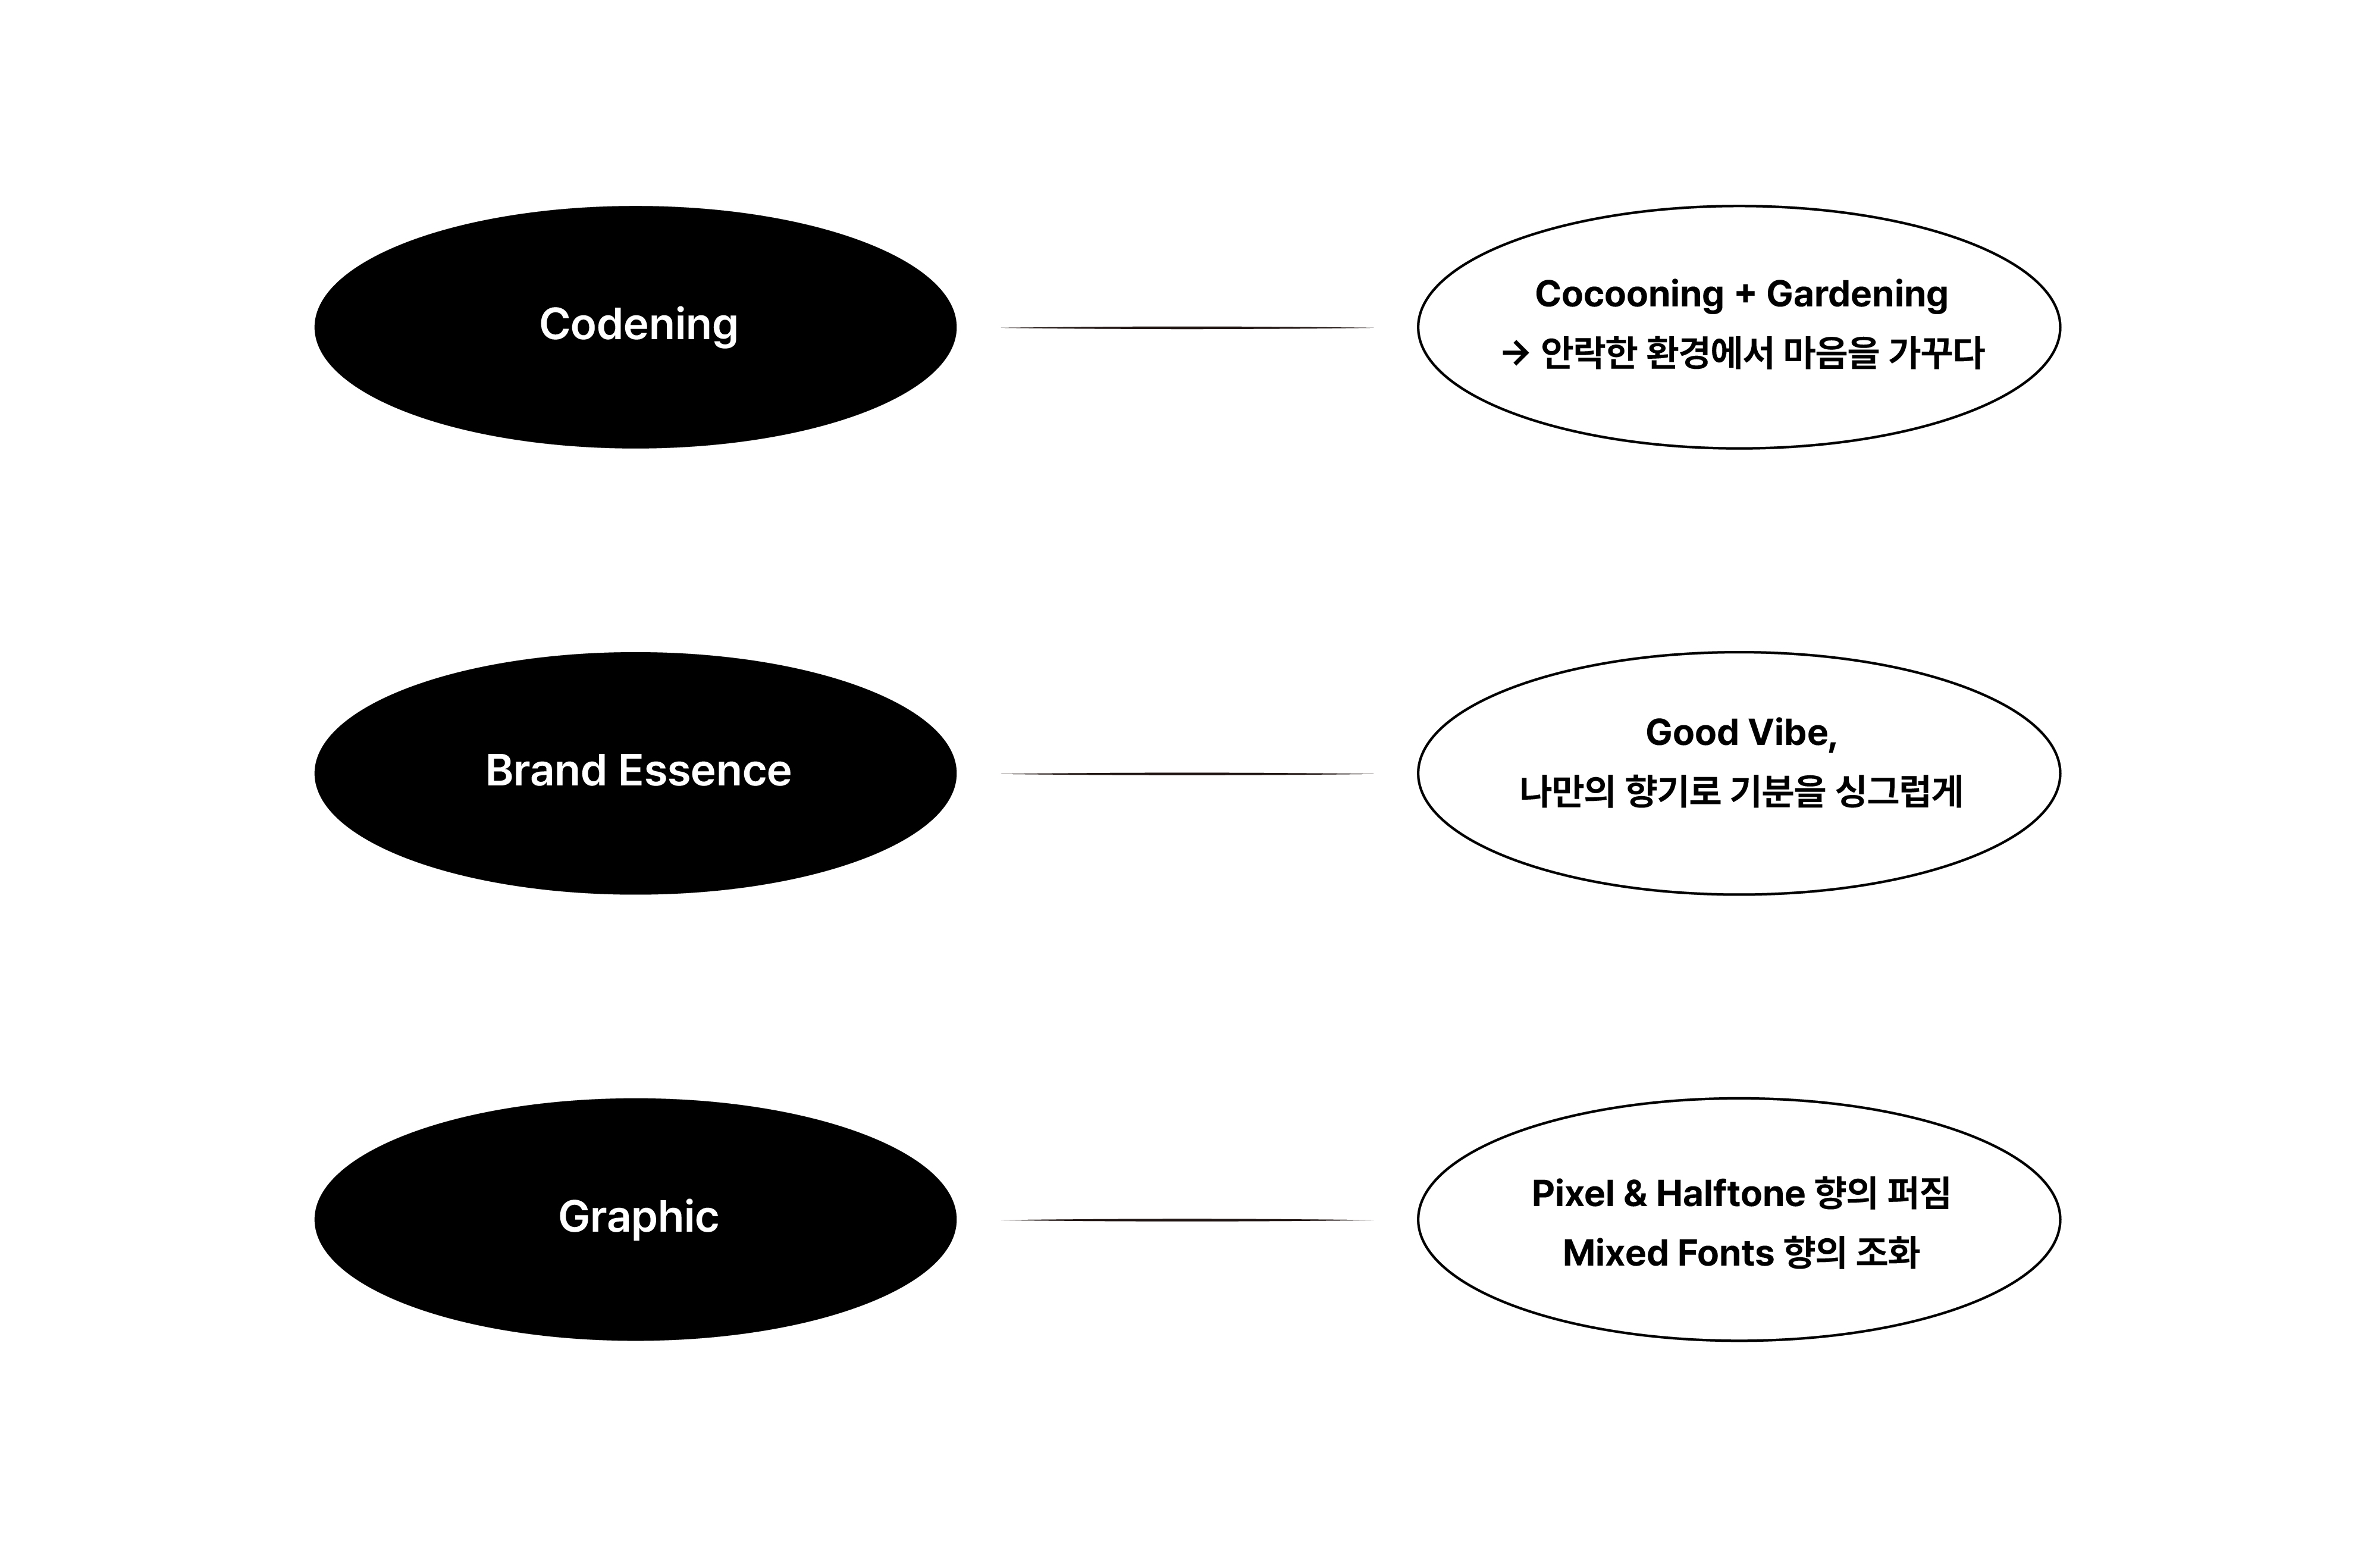 Codening
Cocooning + Gardening
→ 안락한 환경에서 마음을 가꾸다
Brand Essence
Good Vibe,
나만의 향기로 기분을 싱그럽게
Graphic
Pixel & Halftone 향의 퍼짐
Mixed Fonts 향의 조화